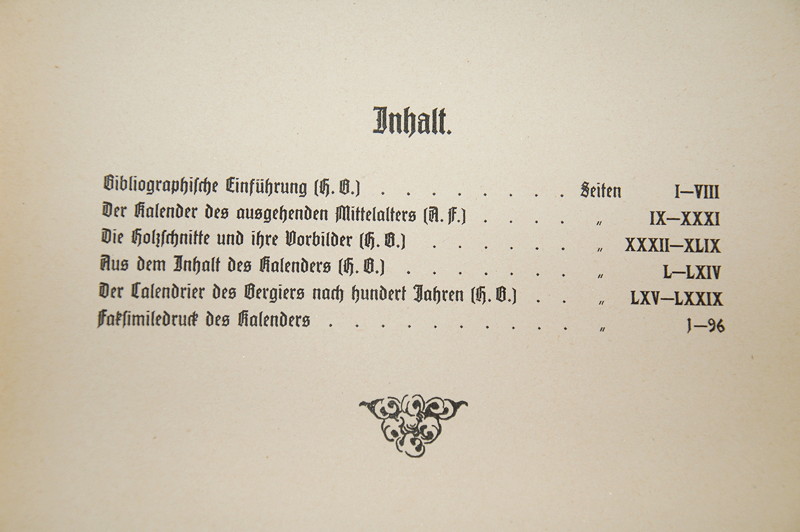 Inhalt.
Bibliographiſche Einführung (H. B.) . . . . . . . . Seiten I—VIII
Der Kalender des ausgehenden Mittelalters (A. F.) . . . . „ IX—XXXI
Die Holzſchnitte und ihre Vorbilder (H. B.) . . . . . . „ XXXII—XLIX
Aus dem Inhalt des Kalenders (H. B.) . . . . . . . „ L—LXIV
Der Calendrier des Bergiers nach hundert Jahren (H. B.) . . „ LXV—LXXIX
Fakſimiledruck des Kalenders . . . . . . . . . . „ 1—96